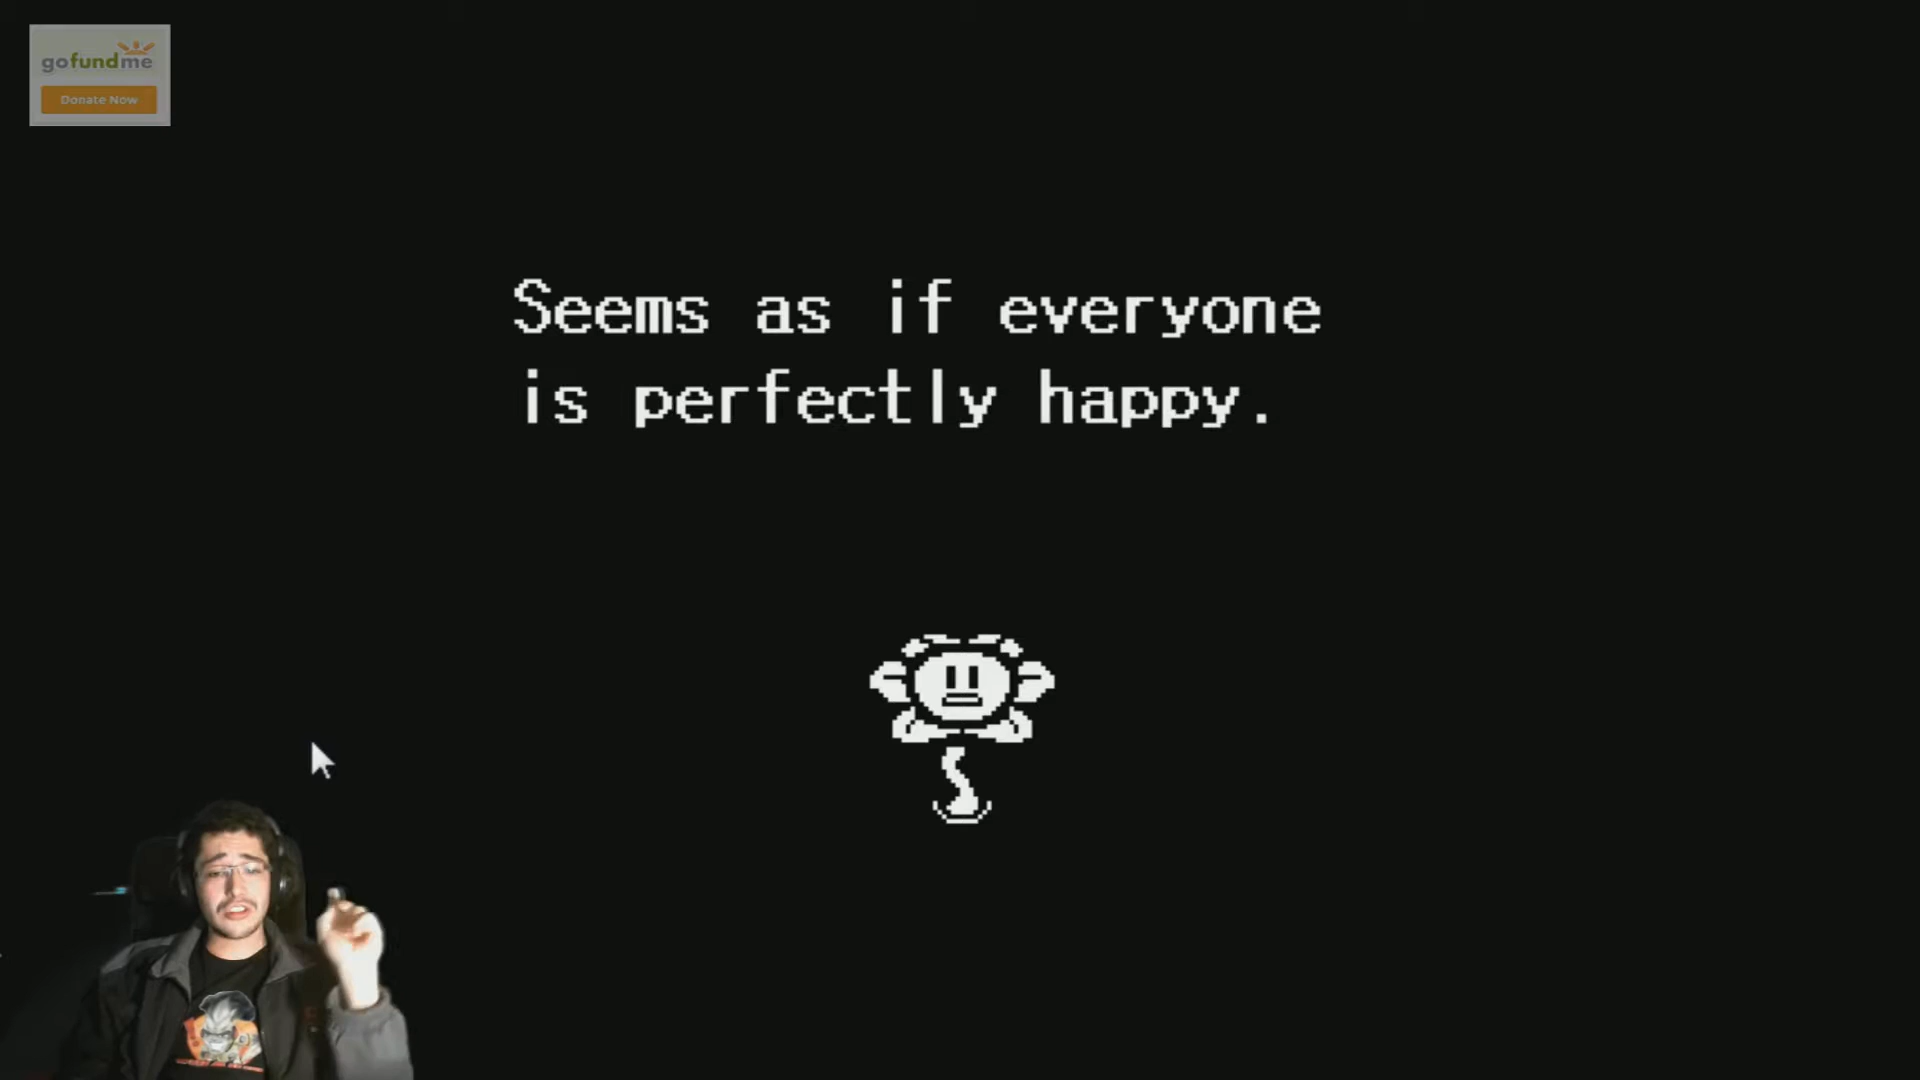 gofundme
Donate Now
Seems as if everyone
is perfectly happy.